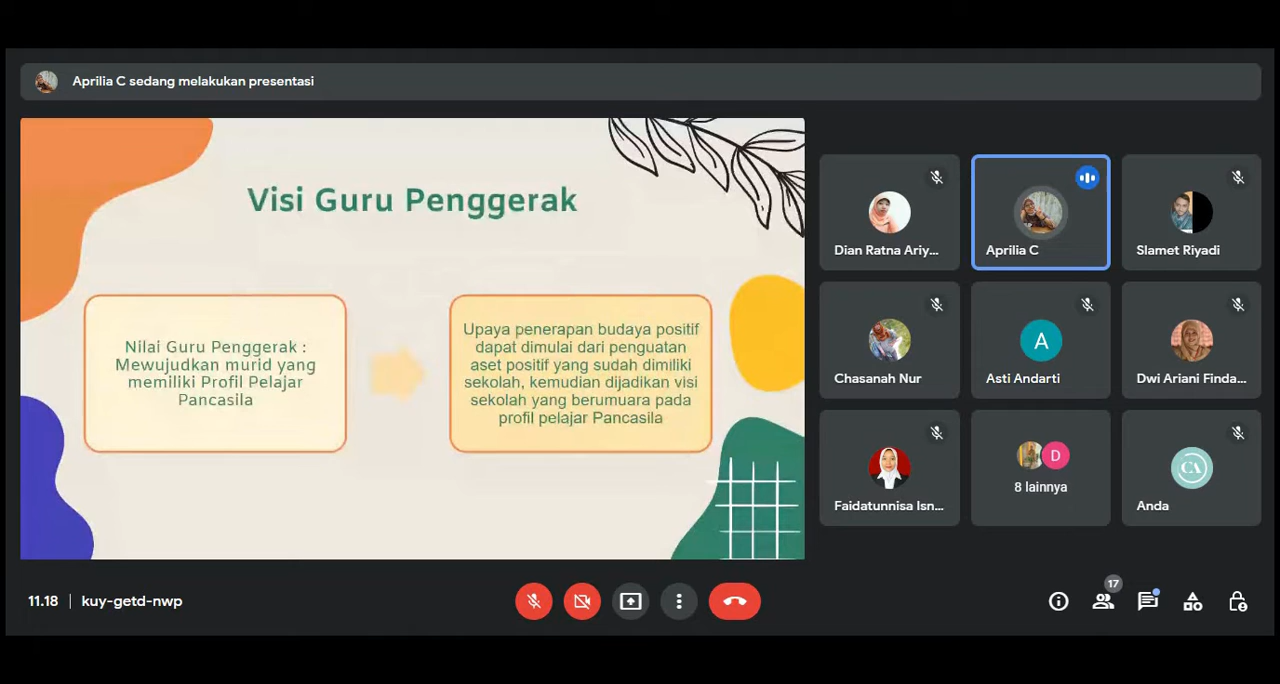 Aprilia C sedang melakukan presentasi
Visi Guru Penggerak
Nilai Guru Penggerak :
Mewujudkan murid yang
memiliki Profil Pelajar
Pancasila
Upaya penerapan budaya positif
dapat dimulai dari penguatan
aset positif yang sudah dimiliki
sekolah, kemudian dijadikan visi
sekolah yang berumuara pada
profil pelajar Pancasila
Dian Ratna Ariy...
Aprilia C
Slamet Riyadi
Chasanah Nur
A
Asti Andarti
Dwi Ariani Finda...
Faidatunnisa Isn...
D
8 lainnya
CA
Anda
11.18 | kuy-getd-nwp
17